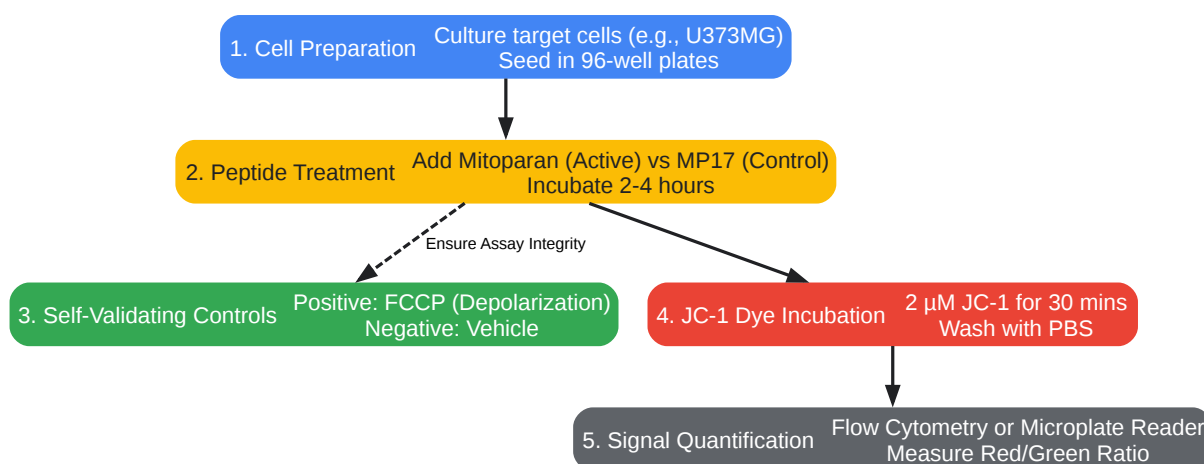 1. Cell Preparation
Culture target cells (e.g., U373MG)
Seed in 96-well plates
2. Peptide Treatment
Add Mitoparan (Active) vs MP17 (Control)
Incubate 2-4 hours
Ensure Assay Integrity
3. Self-Validating Controls
Positive: FCCP (Depolarization)
Negative: Vehicle
4. JC-1 Dye Incubation
2 µM JC-1 for 30 mins
Wash with PBS
5. Signal Quantification
Flow Cytometry or Microplate Reader
Measure Red/Green Ratio